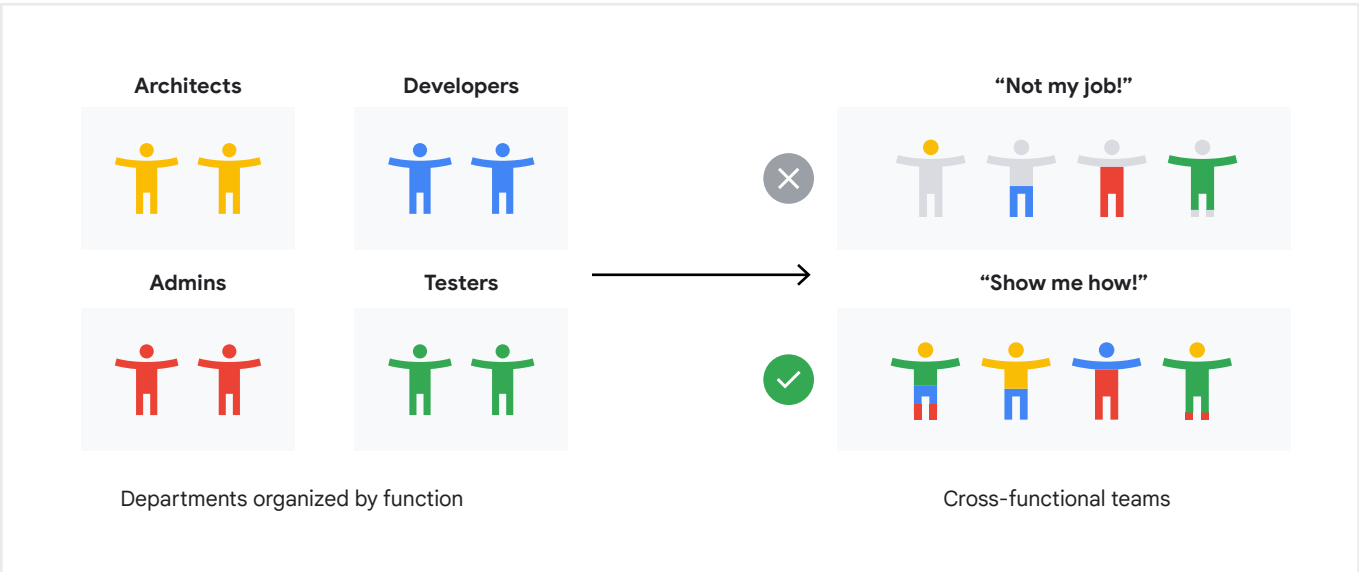 Architects
Developers
“Not my job!”
Admins
Testers
“Show me how!”
Departments organized by function
Cross-functional teams